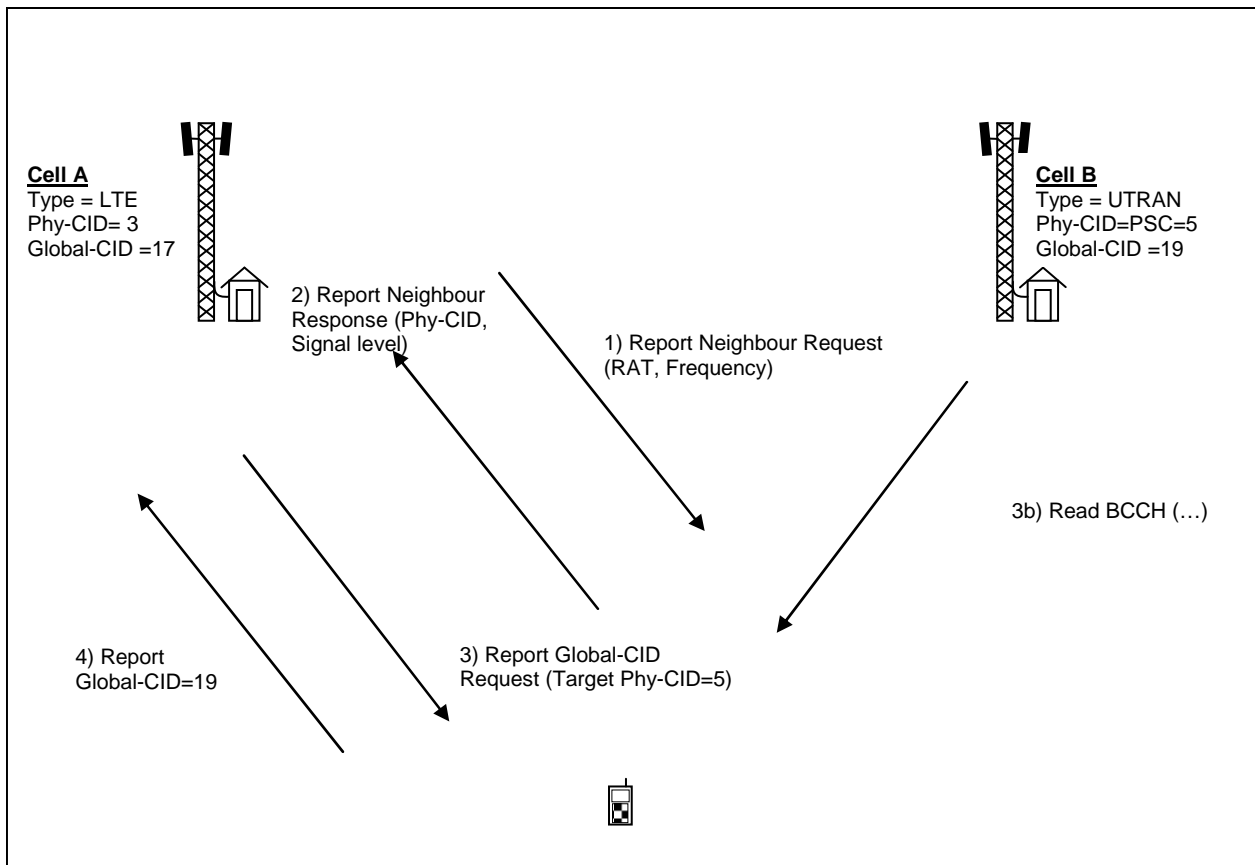 Cell A
Type = LTE
Phy-CID= 3
Global-CID =17
Cell B
Type = UTRAN
Phy-CID=PSC=5
Global-CID =19
2) Report Neighbour
Response (Phy-CID,
Signal level)
1) Report Neighbour Request
(RAT, Frequency)
3b) Read BCCH (…)
4) Report
Global-CID=19
3) Report Global-CID
Request (Target Phy-CID=5)